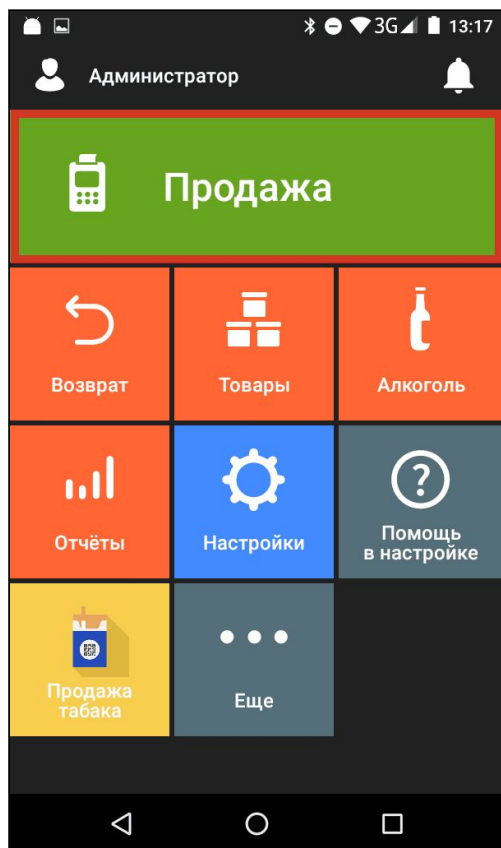 3G 13:17
Администратор
Продажа
Возврат
Товары
Алкоголь
Отчёты
Настройки
Помощь
в настройке
Продажа
табака
Еще